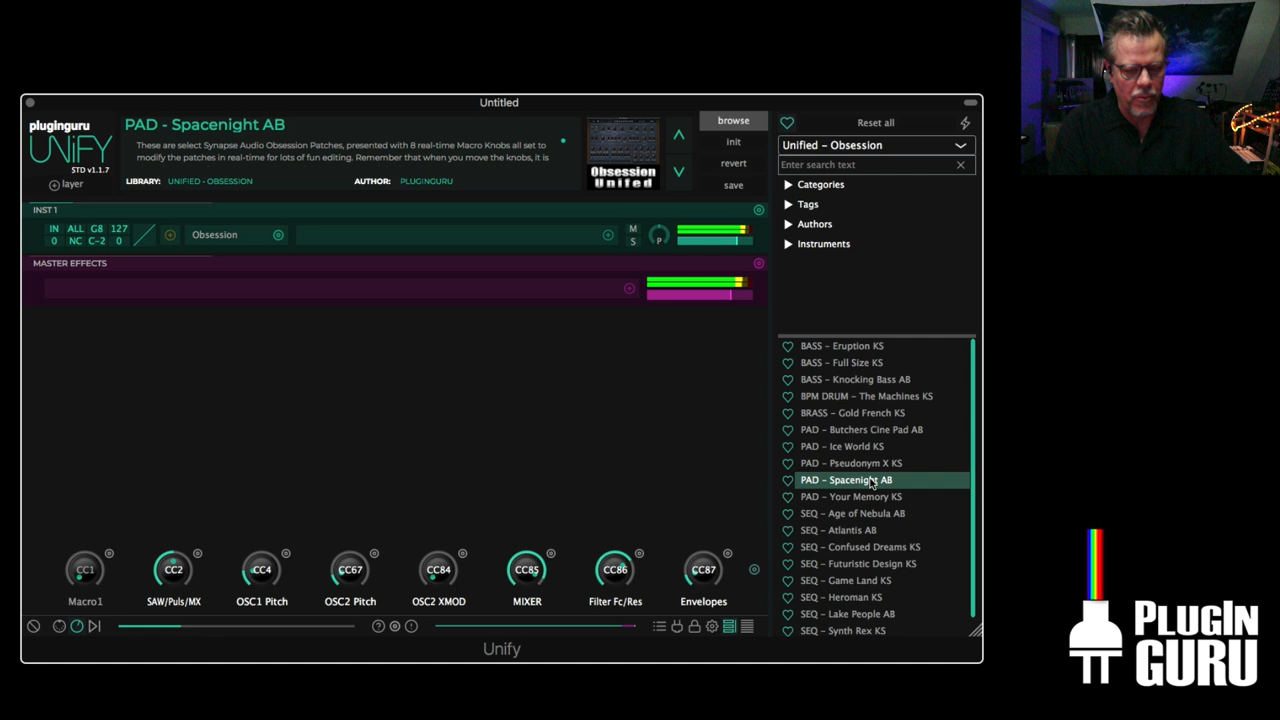 Untitled
pluginguru
UNiFY
STD v1.1.7
layer
PAD - Spacenight AB
These are select Synapse Audio Obsession Patches, presented with 8 real-time Macro Knobs all set to
modify the patches in real-time for lots of fun editing. Remember that when you move the knobs, it is
LIBRARY: UNIFIED - OBSESSION AUTHOR: PLUGINGURU
Obsession
United
browse
init
revert
save
Reset all
Unified – Obsession
Enter search text
Categories
Tags
Authors
Instruments
INST 1
IN ALL G8 127
0 NC C-2 0
Obsession
M
S
P
MASTER EFFECTS
BASS – Eruption KS
BASS – Full Size KS
BASS – Knocking Bass AB
BPM DRUM – The Machines KS
BRASS – Gold French KS
PAD – Butchers Cine Pad AB
PAD – Ice World KS
PAD – Pseudonym X KS
PAD – Spacenight AB
PAD – Your Memory KS
SEQ – Age of Nebula AB
SEQ – Atlantis AB
SEQ – Confused Dreams KS
SEQ – Futuristic Design KS
SEQ – Game Land KS
SEQ – Heroman KS
SEQ – Lake People AB
SEQ – Synth Rex KS
CC1 CC2 CC4 CC67 CC84 CC85 CC86 CC87
Macro1 SAW/Puls/MX OSC1 Pitch OSC2 Pitch OSC2 XMOD MIXER Filter Fc/Res Envelopes
Unify
PLUGIN
GURU